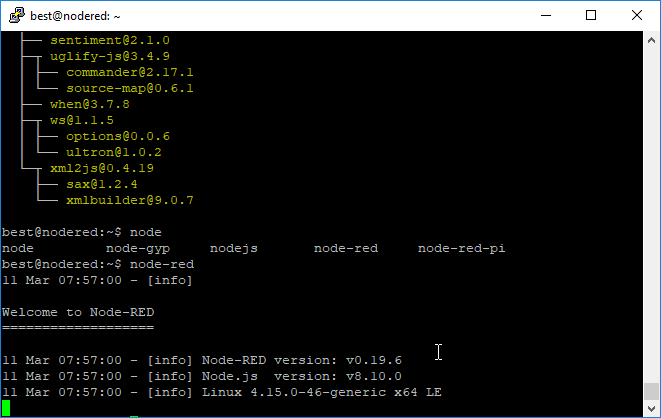 best@nodered: ~
├── sentiment@2.1.0
├─┬ uglify-js@3.4.9
│ ├── commander@2.17.1
│ └── source-map@0.6.1
├── when@3.7.8
├─┬ ws@1.1.5
│ ├── options@0.0.6
│ └── ultron@1.0.2
└─┬ xml2js@0.4.19
  ├── sax@1.2.4
  └── xmlbuilder@9.0.7
best@nodered:~$ node
node         node-gyp     nodejs       node-red     node-red-pi
best@nodered:~$ node-red
11 Mar 07:57:00 - [info]
Welcome to Node-RED
===================
11 Mar 07:57:00 - [info] Node-RED version: v0.19.6
11 Mar 07:57:00 - [info] Node.js  version: v8.10.0
11 Mar 07:57:00 - [info] Linux 4.15.0-46-generic x64 LE